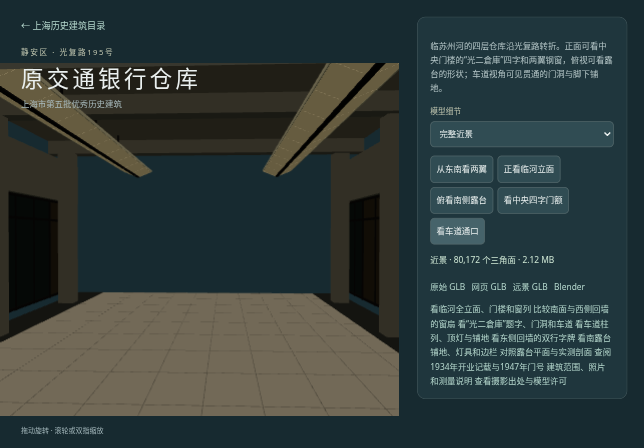 ← 上海历史建筑目录
静安区 · 光复路195号
原交通银行仓库
上海市第五批优秀历史建筑
拖动旋转 · 滚轮或双指缩放
临苏州河的四层仓库沿光复路转折。正面可看中
央门楼的“光二倉庫”四字和两翼钢窗，俯视可看露
台的形状；车道视角可见贯通的门洞与脚下铺
地。
模型细节
完整近景
从东南看两翼
正看临河立面
俯看南侧露台
看中央四字门额
看车道通口
近景 · 80,172 个三角面 · 2.12 MB
原始 GLB 网页 GLB 远景 GLB Blender
看临河全立面、门楼和窗列 比较南面与西侧回墙
的窗扇 看“光二倉庫”题字、门洞和车道 看车道柱
列、顶灯与铺地 看东侧回墙的双行字牌 看南露台
铺地、灯具和边栏 对照露台平面与实测剖面 查阅
1934年开业记载与1947年门号 建筑范围、照片
和测量说明 查看摄影出处与模型许可